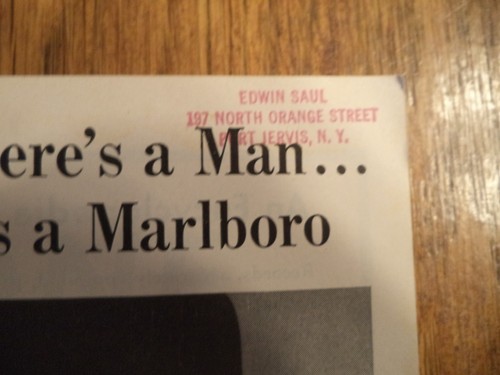 EDWIN SAUL
197 NORTH ORANGE STREET
PORT JERVIS, N. Y.
ere's a Man...
s a Marlboro